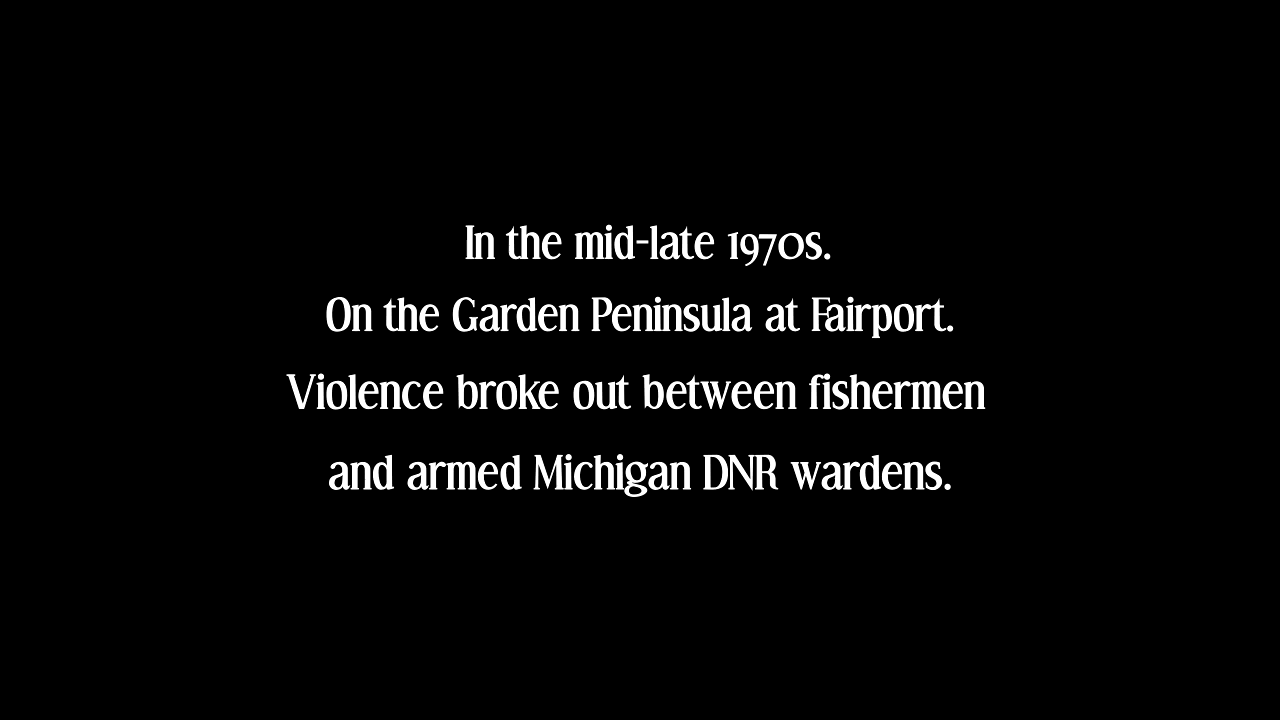 In the mid-late 1970s.
On the Garden Peninsula at Fairport.
Violence broke out between fishermen
and armed Michigan DNR wardens.